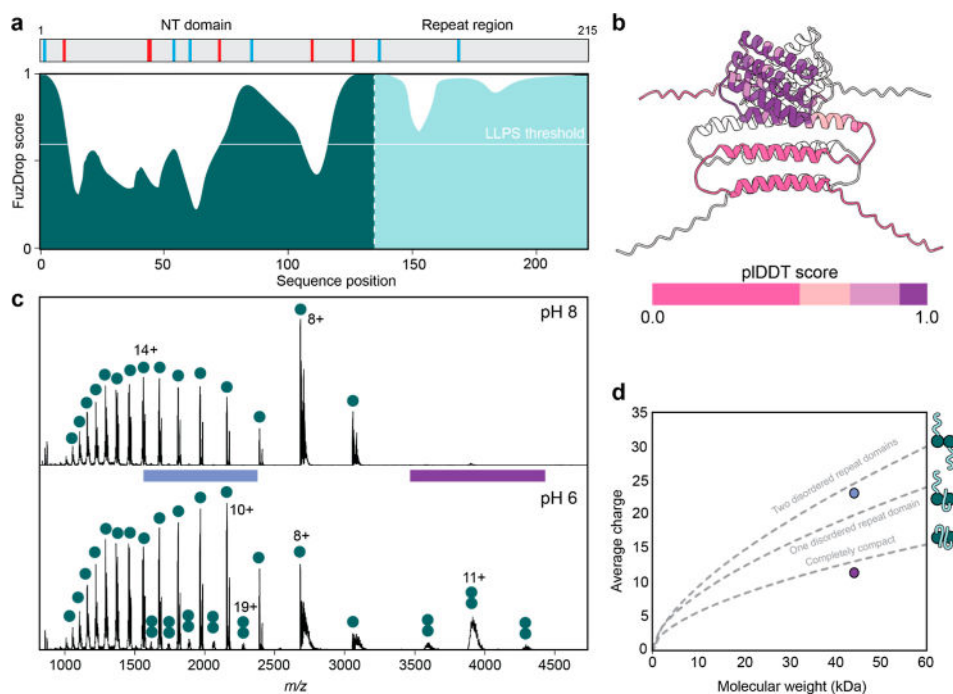 a
NT domain
Repeat region
1
215
1
FuzDrop score
LLPS threshold
0
0
50
100
150
200
Sequence position
b
plDDT score
0.0
1.0
c
pH 8
14+
8+
pH 6
10+
19+
8+
11+
1000
1500
2000
2500
3000
3500
4000
4500
m/z
d
Average charge
35
30
25
20
15
10
5
0
Two disordered repeat domains
One disordered repeat domain
Completely compact
0
10
20
30
40
50
60
Molecular weight (kDa)